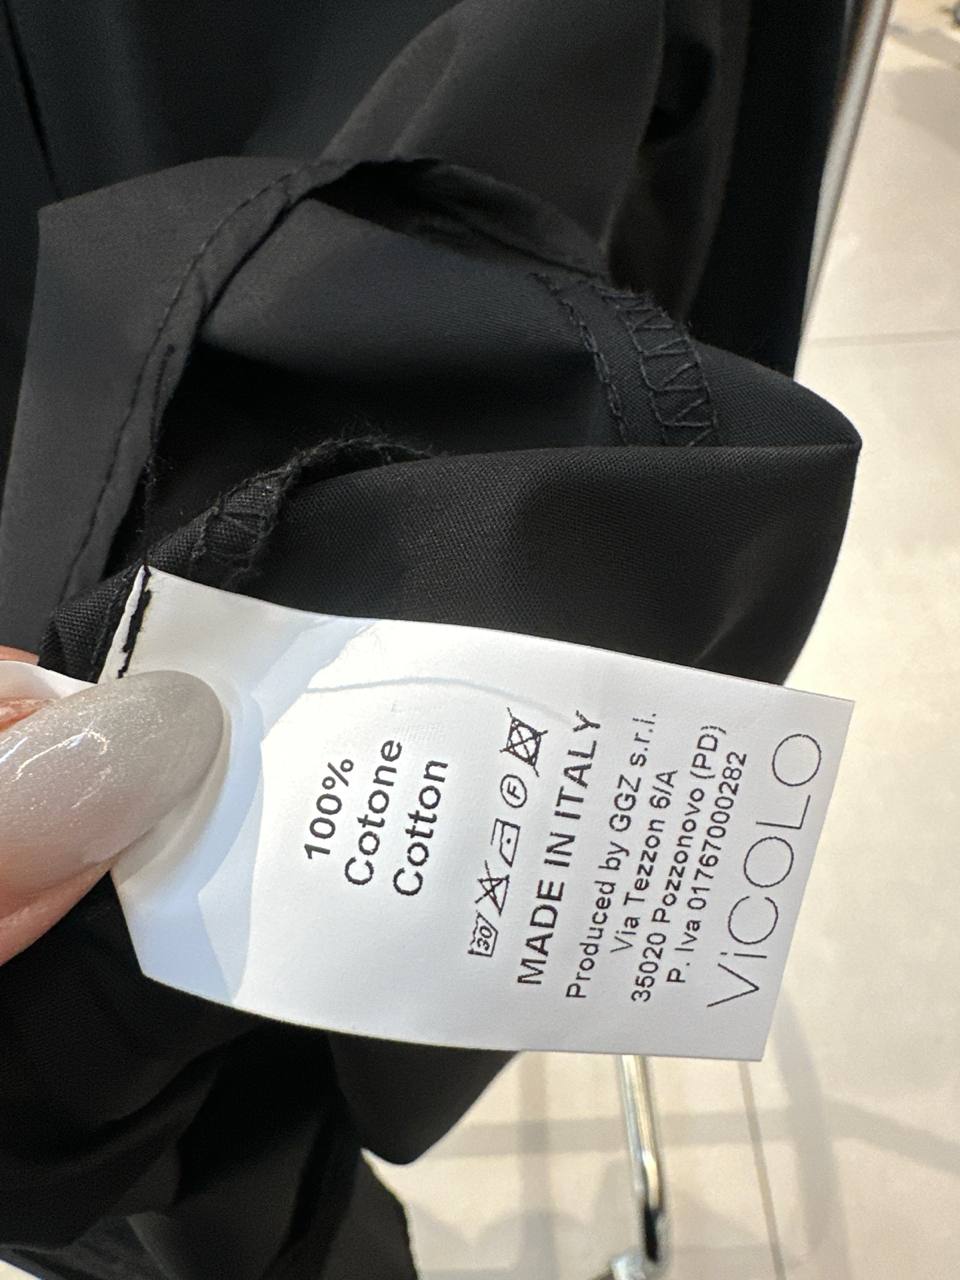 100%
Cotone
Cotton
30 F
MADE IN ITALY
Produced by GGZ s.r.i.
Via Tezzon 6/A
35020 Pozzonovo (PD)
P. Iva 01767000282
ViCOLO